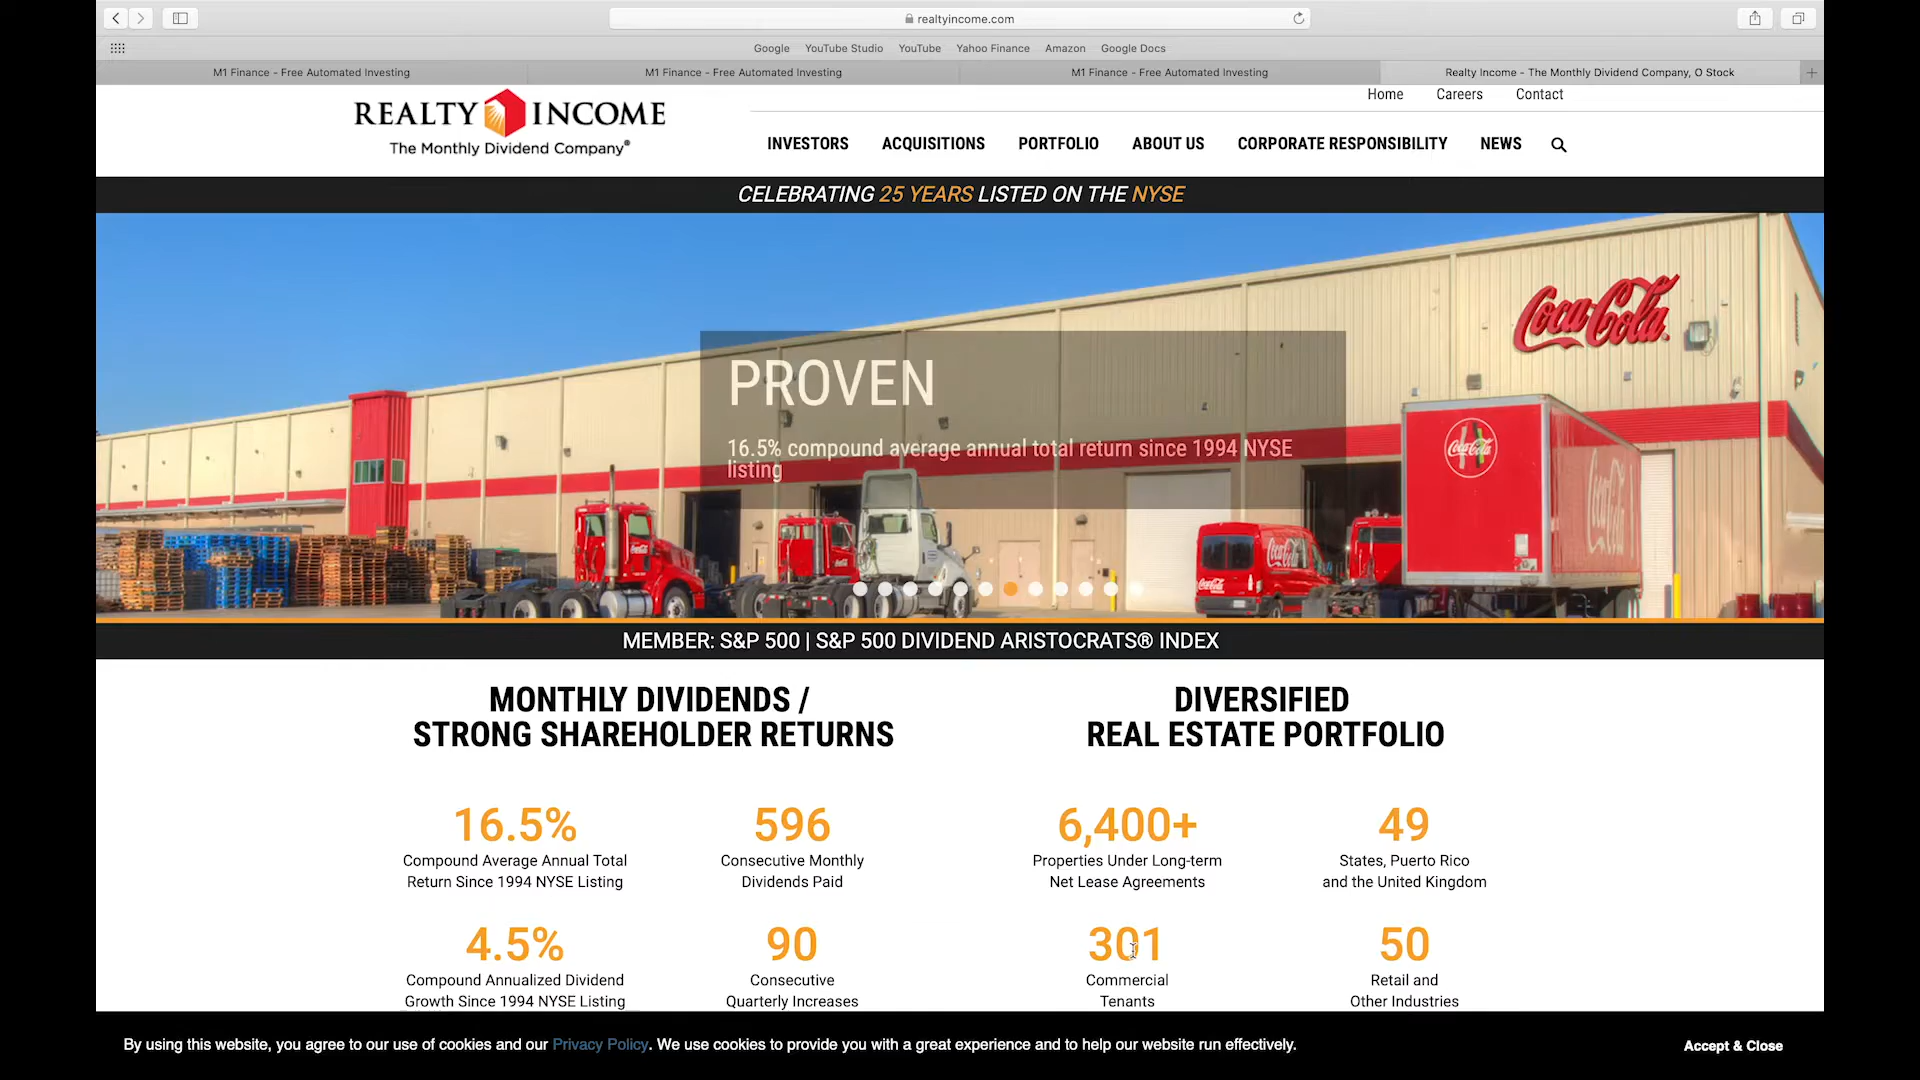 realtyincome.com
Google YouTube Studio YouTube Yahoo Finance Amazon Google Docs
M1 Finance - Free Automated Investing M1 Finance - Free Automated Investing M1 Finance - Free Automated Investing Realty Income - The Monthly Dividend Company, O Stock
Home Careers Contact
REALTY INCOME
The Monthly Dividend Company®
INVESTORS ACQUISITIONS PORTFOLIO ABOUT US CORPORATE RESPONSIBILITY NEWS
CELEBRATING 25 YEARS LISTED ON THE NYSE
Coca-Cola
PROVEN
16.5% compound average annual total return since 1994 NYSE
listing
Coca-Cola
Coca-Cola
Coca-Cola
Coca-Cola
MEMBER: S&P 500 | S&P 500 DIVIDEND ARISTOCRATS® INDEX
MONTHLY DIVIDENDS /
STRONG SHAREHOLDER RETURNS
DIVERSIFIED
REAL ESTATE PORTFOLIO
16.5%
Compound Average Annual Total
Return Since 1994 NYSE Listing
596
Consecutive Monthly
Dividends Paid
6,400+
Properties Under Long-term
Net Lease Agreements
49
States, Puerto Rico
and the United Kingdom
4.5%
Compound Annualized Dividend
Growth Since 1994 NYSE Listing
90
Consecutive
Quarterly Increases
301
Commercial
Tenants
50
Retail and
Other Industries
By using this website, you agree to our use of cookies and our Privacy Policy. We use cookies to provide you with a great experience and to help our website run effectively.
Accept & Close